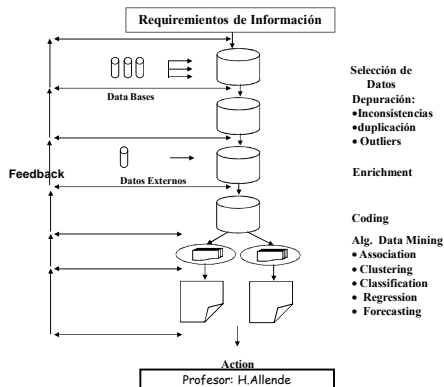 Requirimientos de Información
Selección de
Datos
Data Bases
Depuración:
•Inconsistencias
•duplicación
• Outliers
Feedback
Datos Externos
Enrichment
Coding
Alg. Data Mining
• Association
• Clustering
• Classification
• Regression
• Forecasting
Action
Profesor: H.Allende